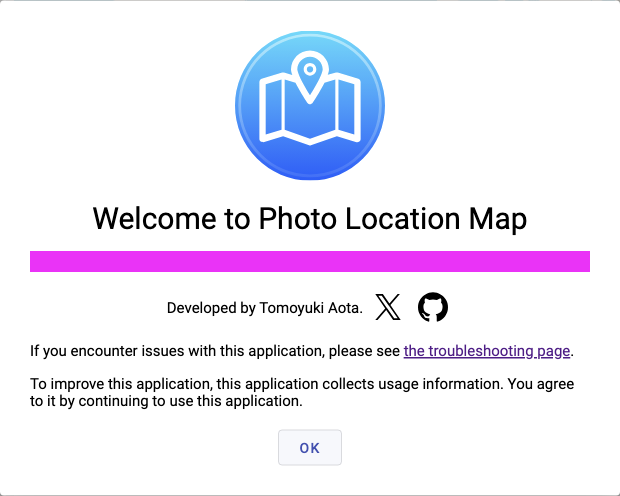 Welcome to Photo Location Map
Developed by Tomoyuki Aota.
If you encounter issues with this application, please see the troubleshooting page.
To improve this application, this application collects usage information. You agree
to it by continuing to use this application.
OK